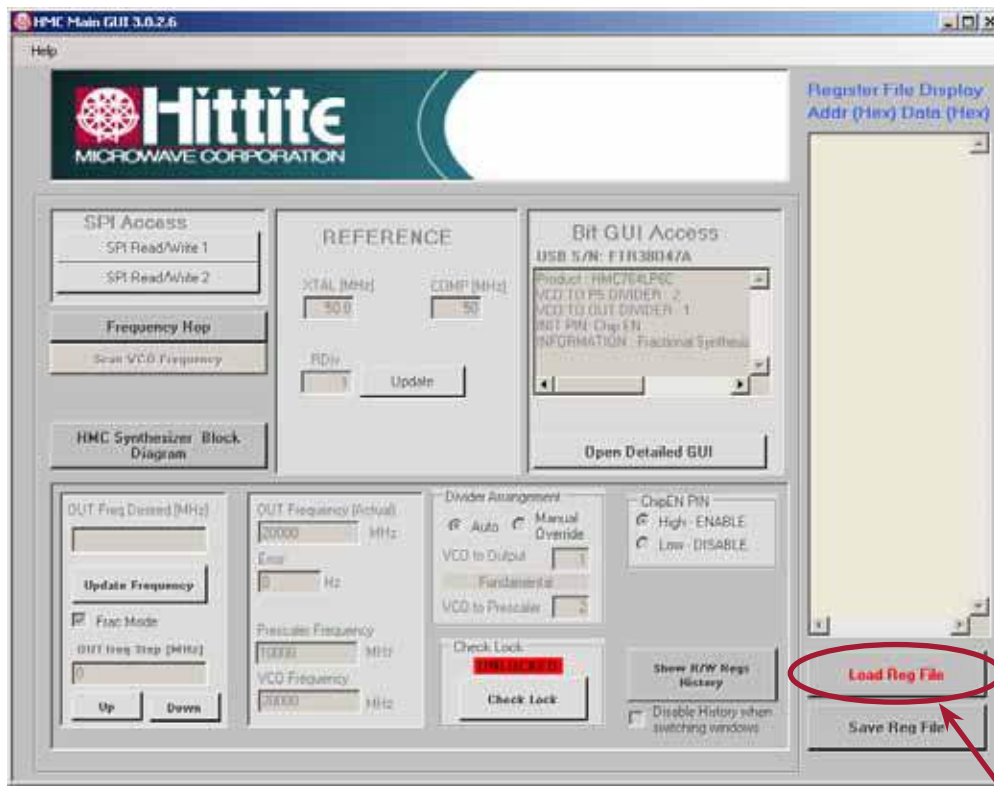 HMC Main GUI 3.0.2.6
Help
Hittite
MICROWAVE CORPORATION
Register File Display
Addr (Hex) Data (Hex)
SPI Access
SPI Read/Write 1
SPI Read/Write 2
Frequency Hop
Scan VCO Frequency
HMC Synthesizer Block
Diagram
REFERENCE
XTAL [MHz]
COMP [MHz]
50.0
50
RDiv
1
Update
Bit GUI Access
USB S/N: FTR38D47A
Product : HMC764LP6C
VCO TO PS DIVIDER : 2
VCO TO OUT DIVIDER : 1
INIT PIN: Chip EN
INFORMATION : Fractional Synthesi
Open Detailed GUI
OUT Freq Desired [MHz]
Update Frequency
Frac Mode
OUT freq Step [MHz]
0
Up
Down
OUT Frequency (Actual)
20000 MHz
Error
0 Hz
Prescaler Frequency
10000 MHz
VCO Frequency
20000 MHz
Divider Arrangement
Auto
Manual
Override
VCO to Output 1
Fundamental
VCO to Prescaler 2
Check Lock
UNLOCKED
Check Lock
ChipEN PIN
High - ENABLE
Low - DISABLE
Show R/W Regs
History
Disable History when
switching windows
Load Reg File
Save Reg File